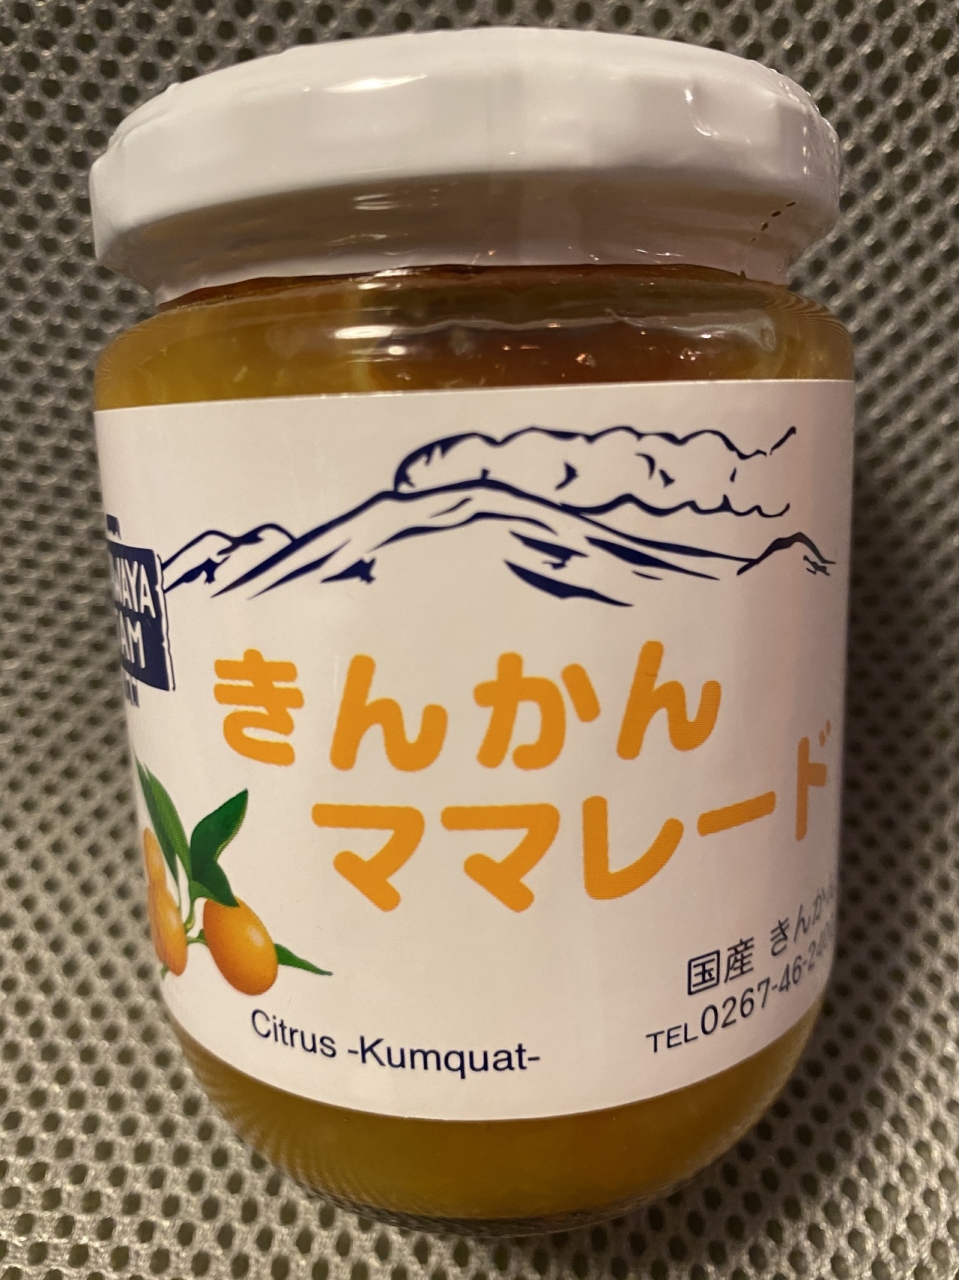 きんかん
ママレード
国産 きんかん
TEL0267-46-2
Citrus -Kumquat-